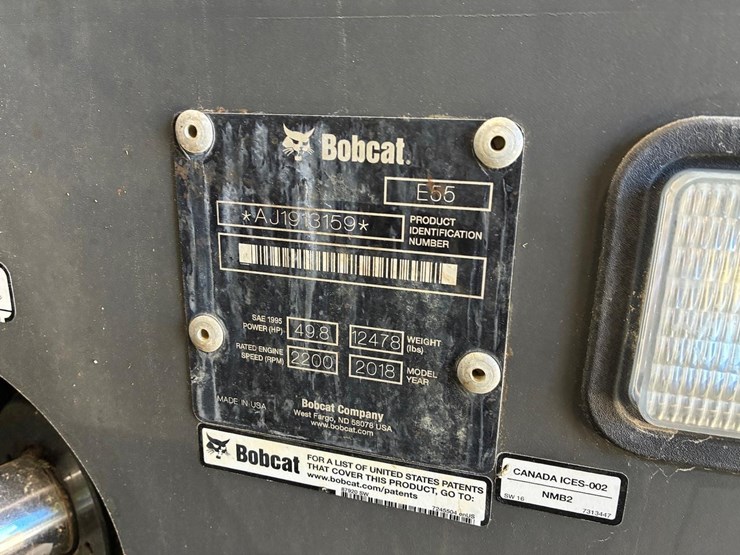 Bobcat.
E55
*AJ1913159*
PRODUCT
IDENTIFICATION
NUMBER
SAE 1995
POWER (HP)
49.8
12478
WEIGHT
(lbs)
RATED ENGINE
SPEED (RPM)
2200
2018
MODEL
YEAR
MADE IN USA
Bobcat Company
West Fargo, ND 58078 USA
www.bobcat.com
Bobcat
FOR A LIST OF UNITED STATES PATENTS
THAT COVER THIS PRODUCT, GO TO:
www.bobcat.com/patents
enUS
CANADA ICES-002
NMB2
SW 16
7313447